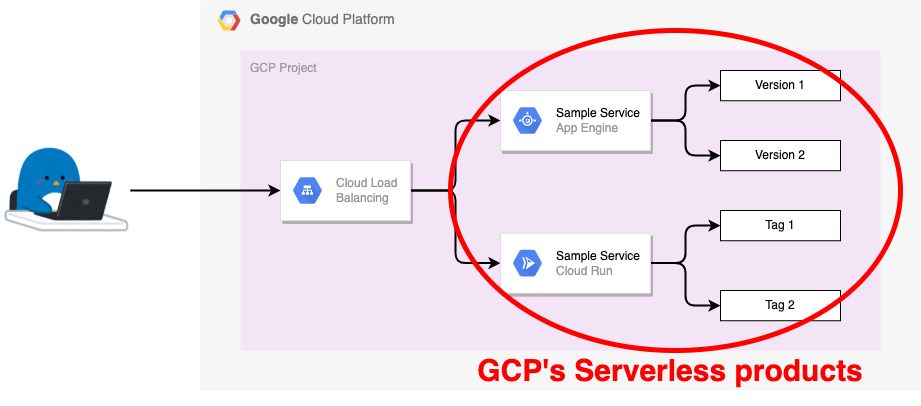 Google Cloud Platform
GCP Project
Cloud Load
Balancing
Sample Service
App Engine
Version 1
Version 2
Sample Service
Cloud Run
Tag 1
Tag 2
GCP's Serverless products